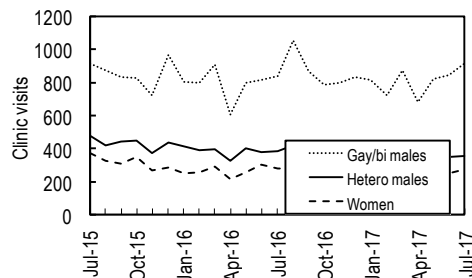 1200
1000
800
600
400
200
0
Clinic visits
Gay/bi males
Hetero males
Women
Jul-15
Oct-15
Jan-16
Apr-16
Jul-16
Oct-16
Jan-17
Apr-17
Jul-17